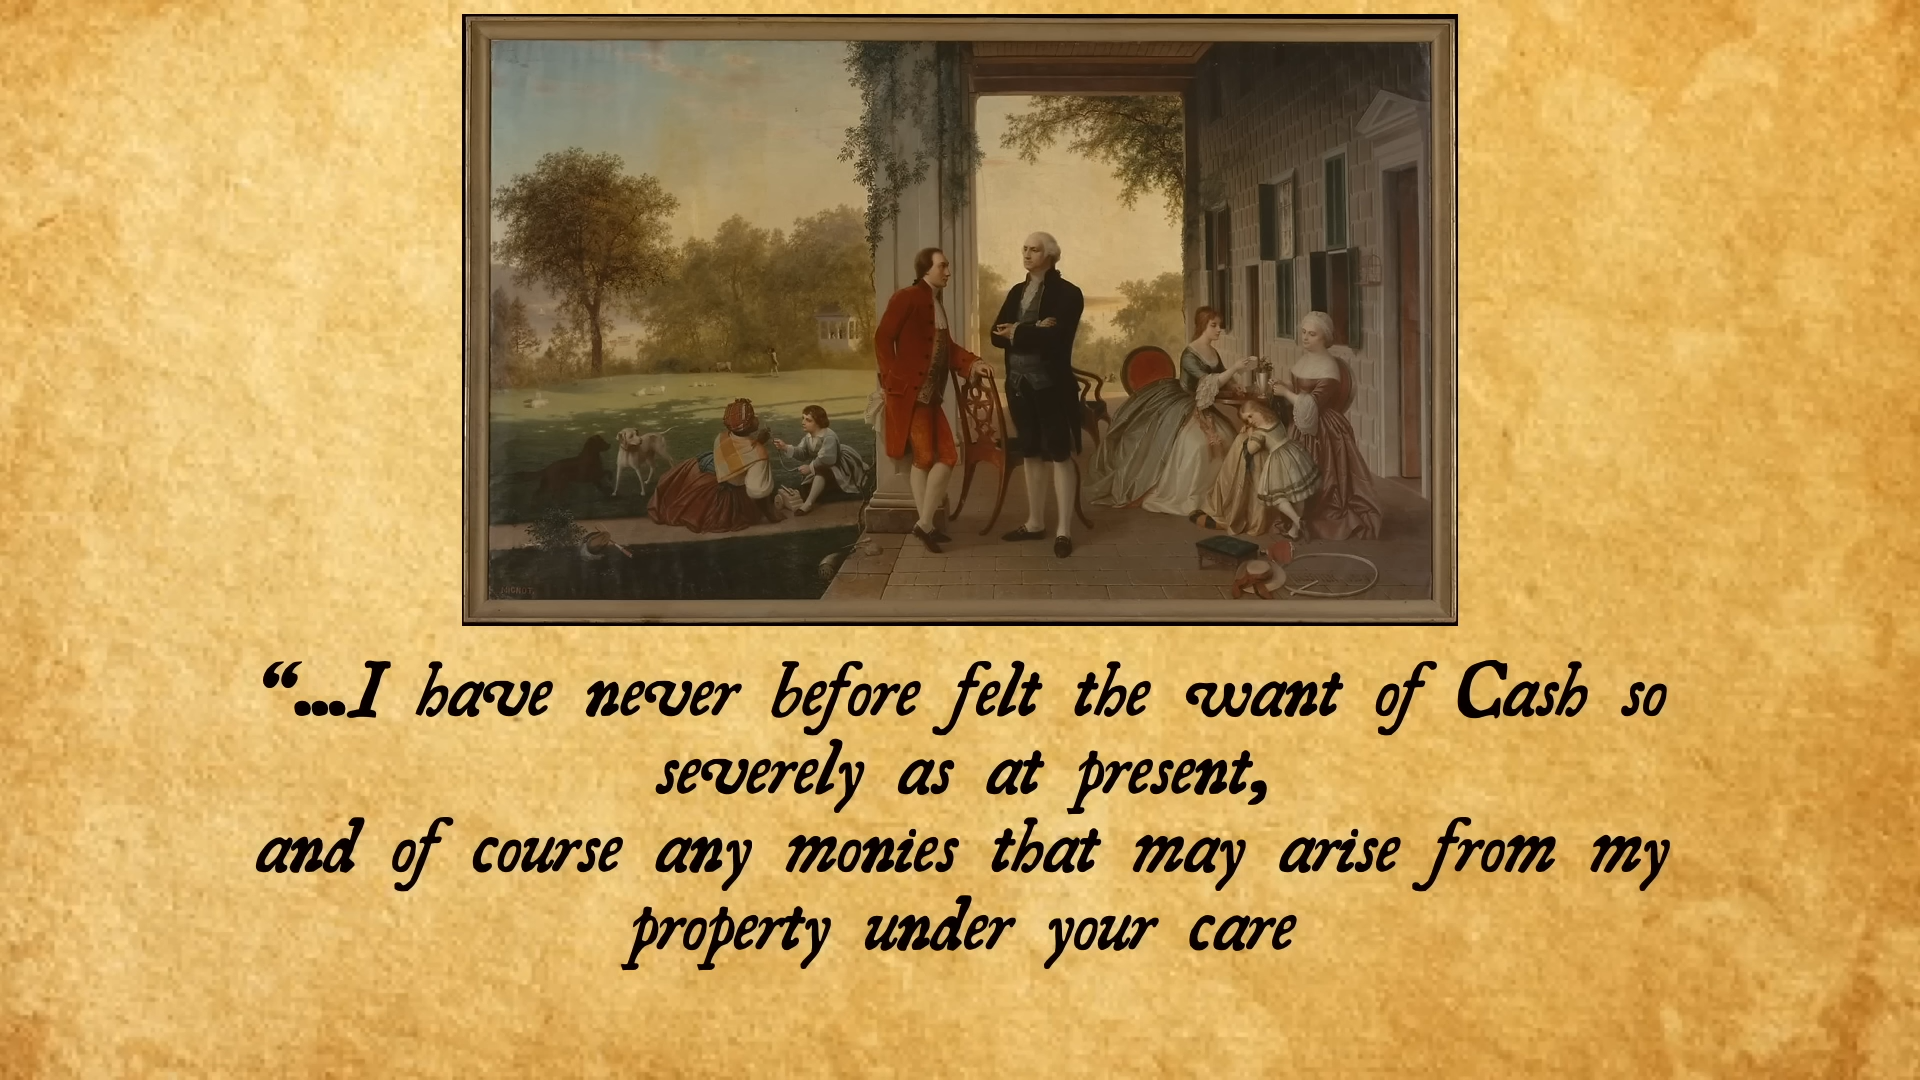 “...I have never before felt the want of Cash so
severely as at present,
and of course any monies that may arise from my
property under your care